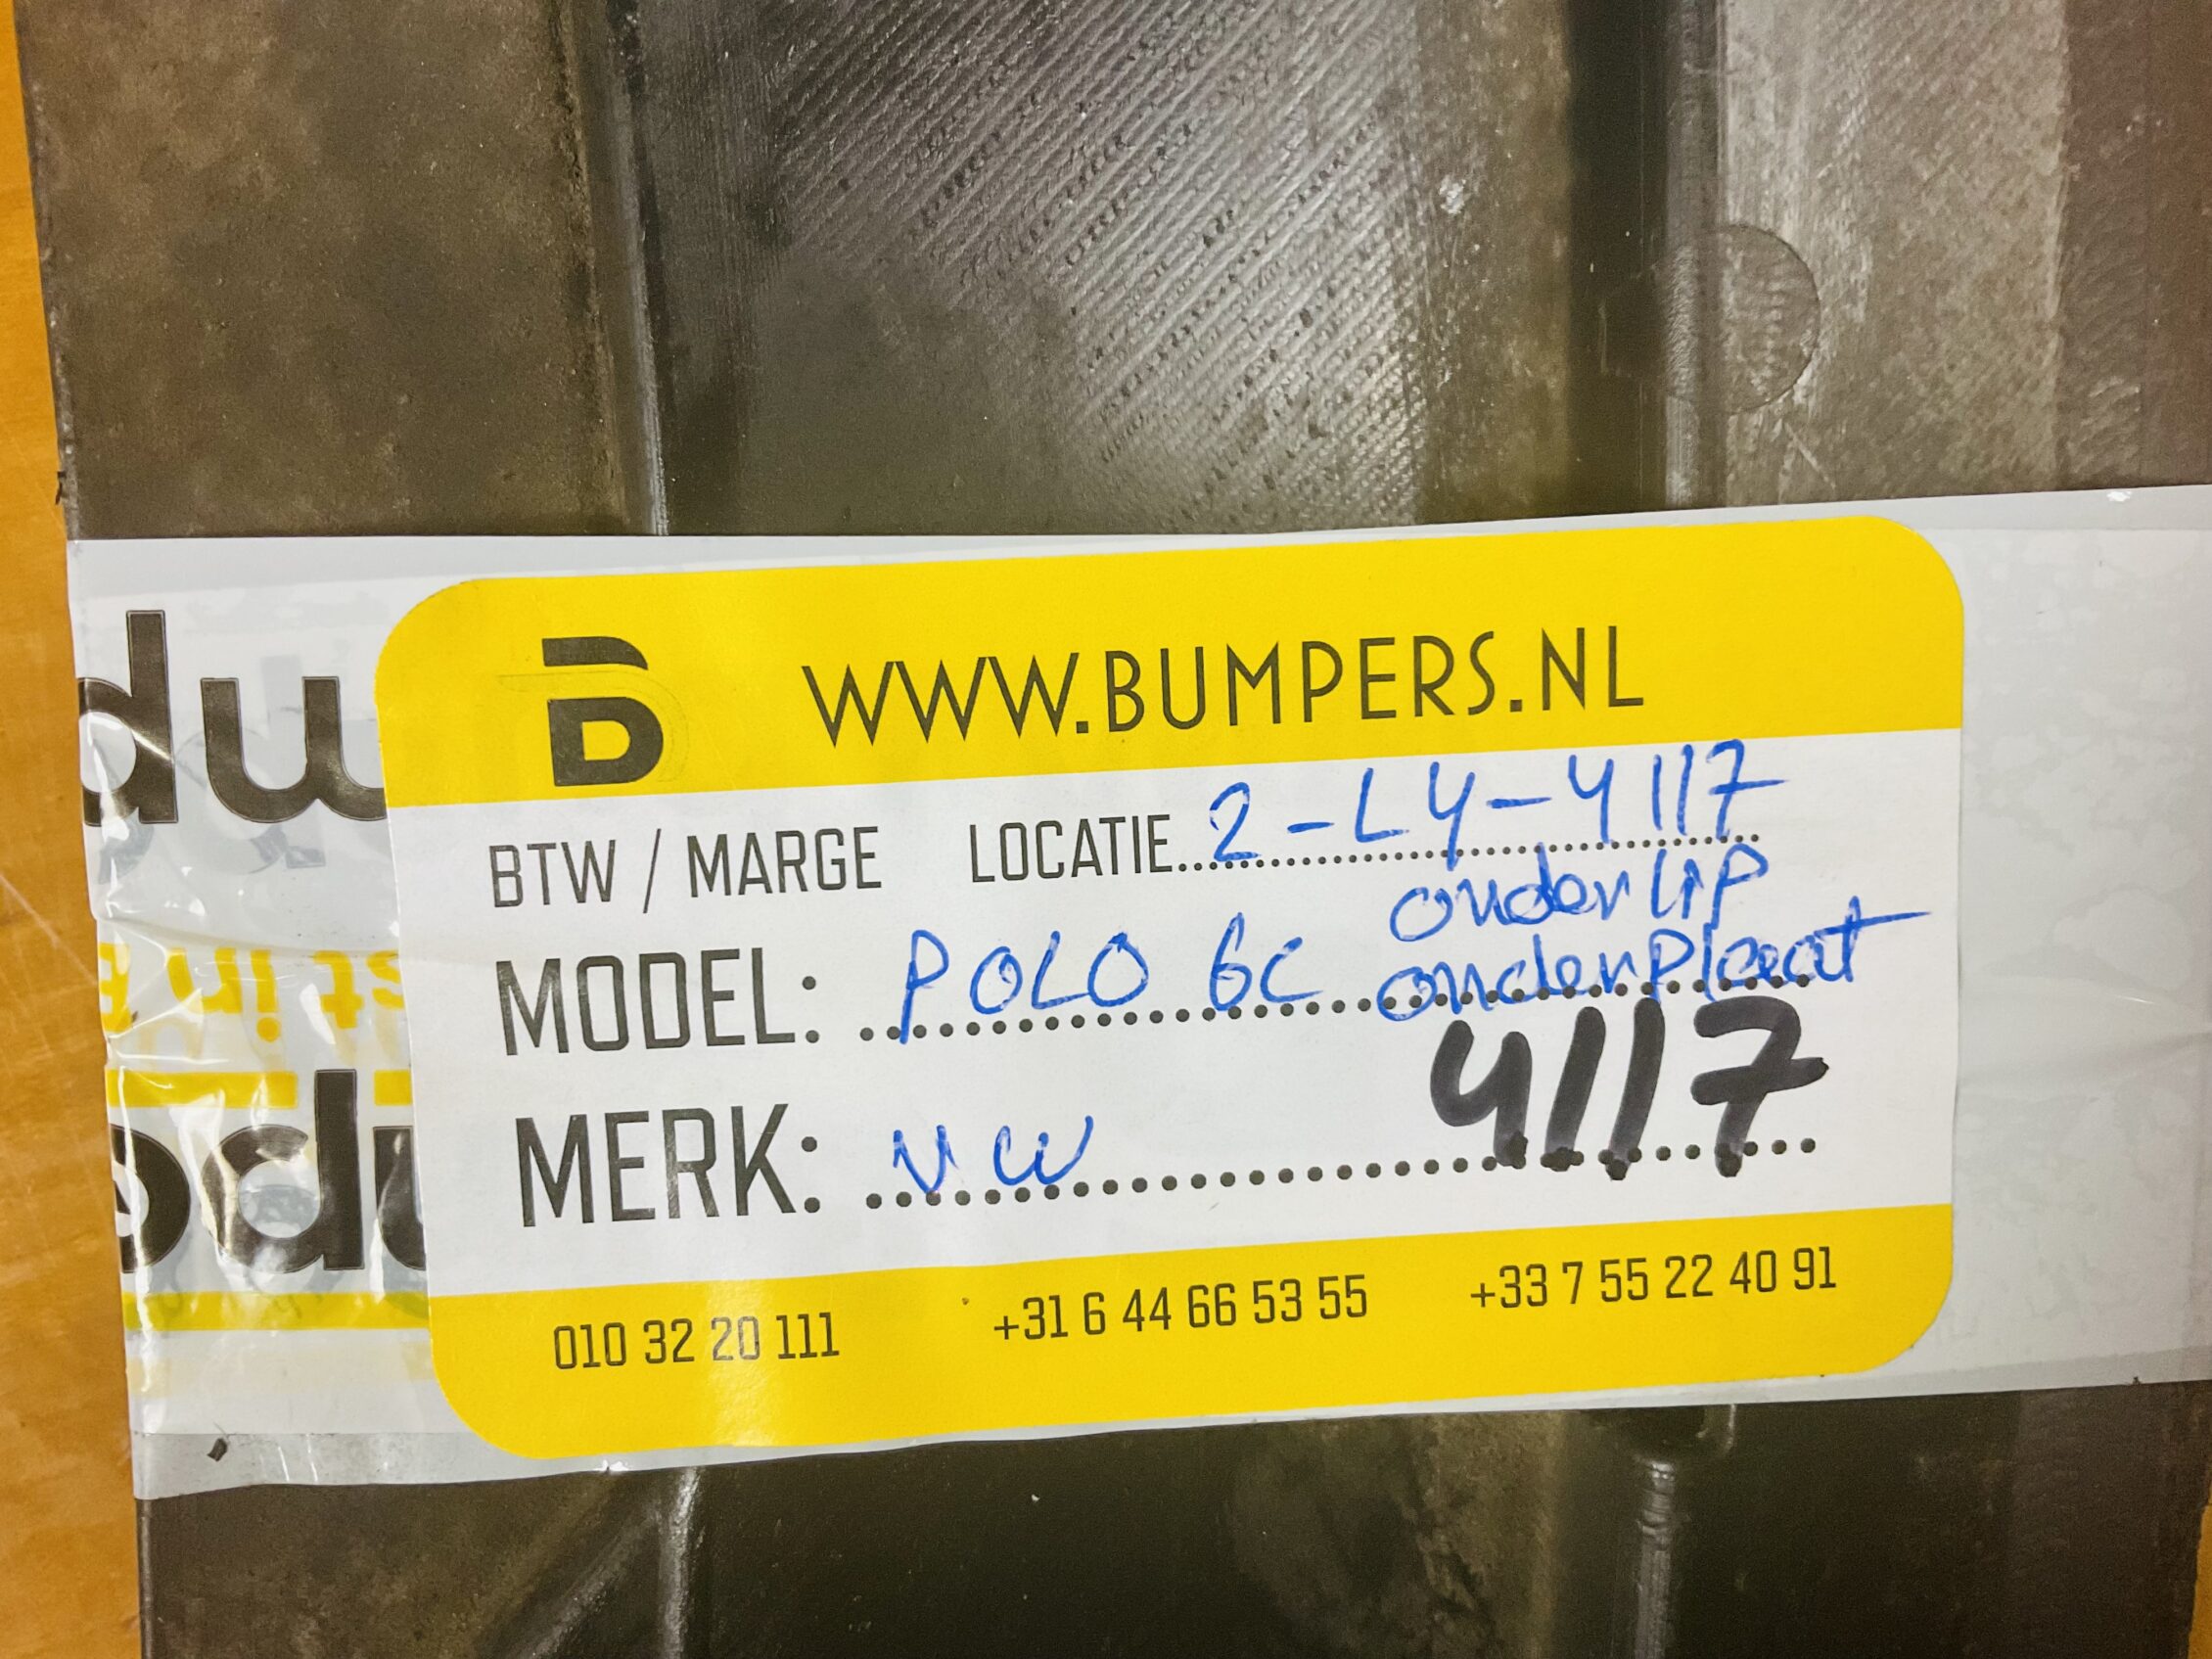 WWW.BUMPERS.NL
BTW / MARGE LOCATIE 2-L4-4117
onderlip
MODEL: POLO 6C onderplaat
4117
MERK: VW
010 32 20 111 +31 6 44 66 53 55 +33 7 55 22 40 91